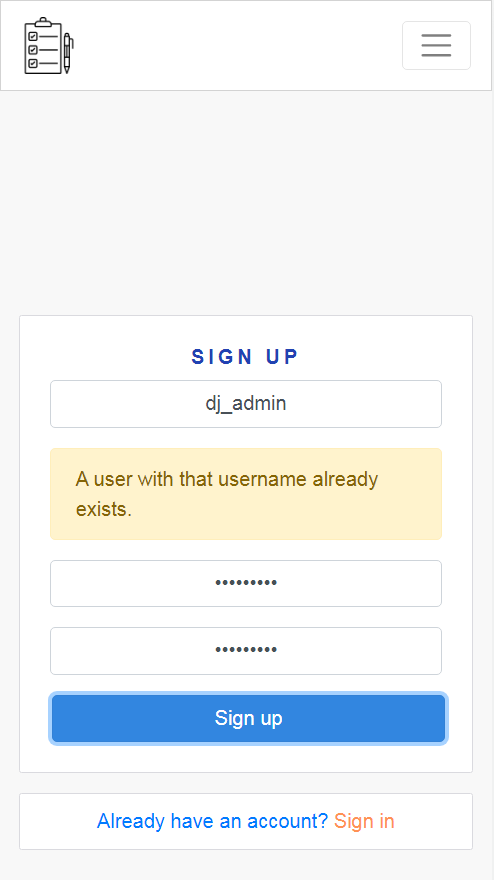 SIGN UP
dj_admin
A user with that username already
exists.
•••••••••
•••••••••
Sign up
Already have an account? Sign in